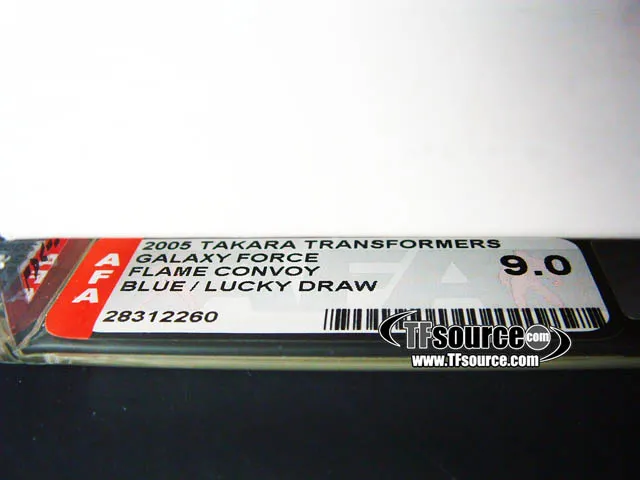 2005 TAKARA TRANSFORMERS
GALAXY FORCE
FLAME CONVOY
BLUE / LUCKY DRAW
9.0
AFA
28312260
TFsource.com
www.TFsource.com